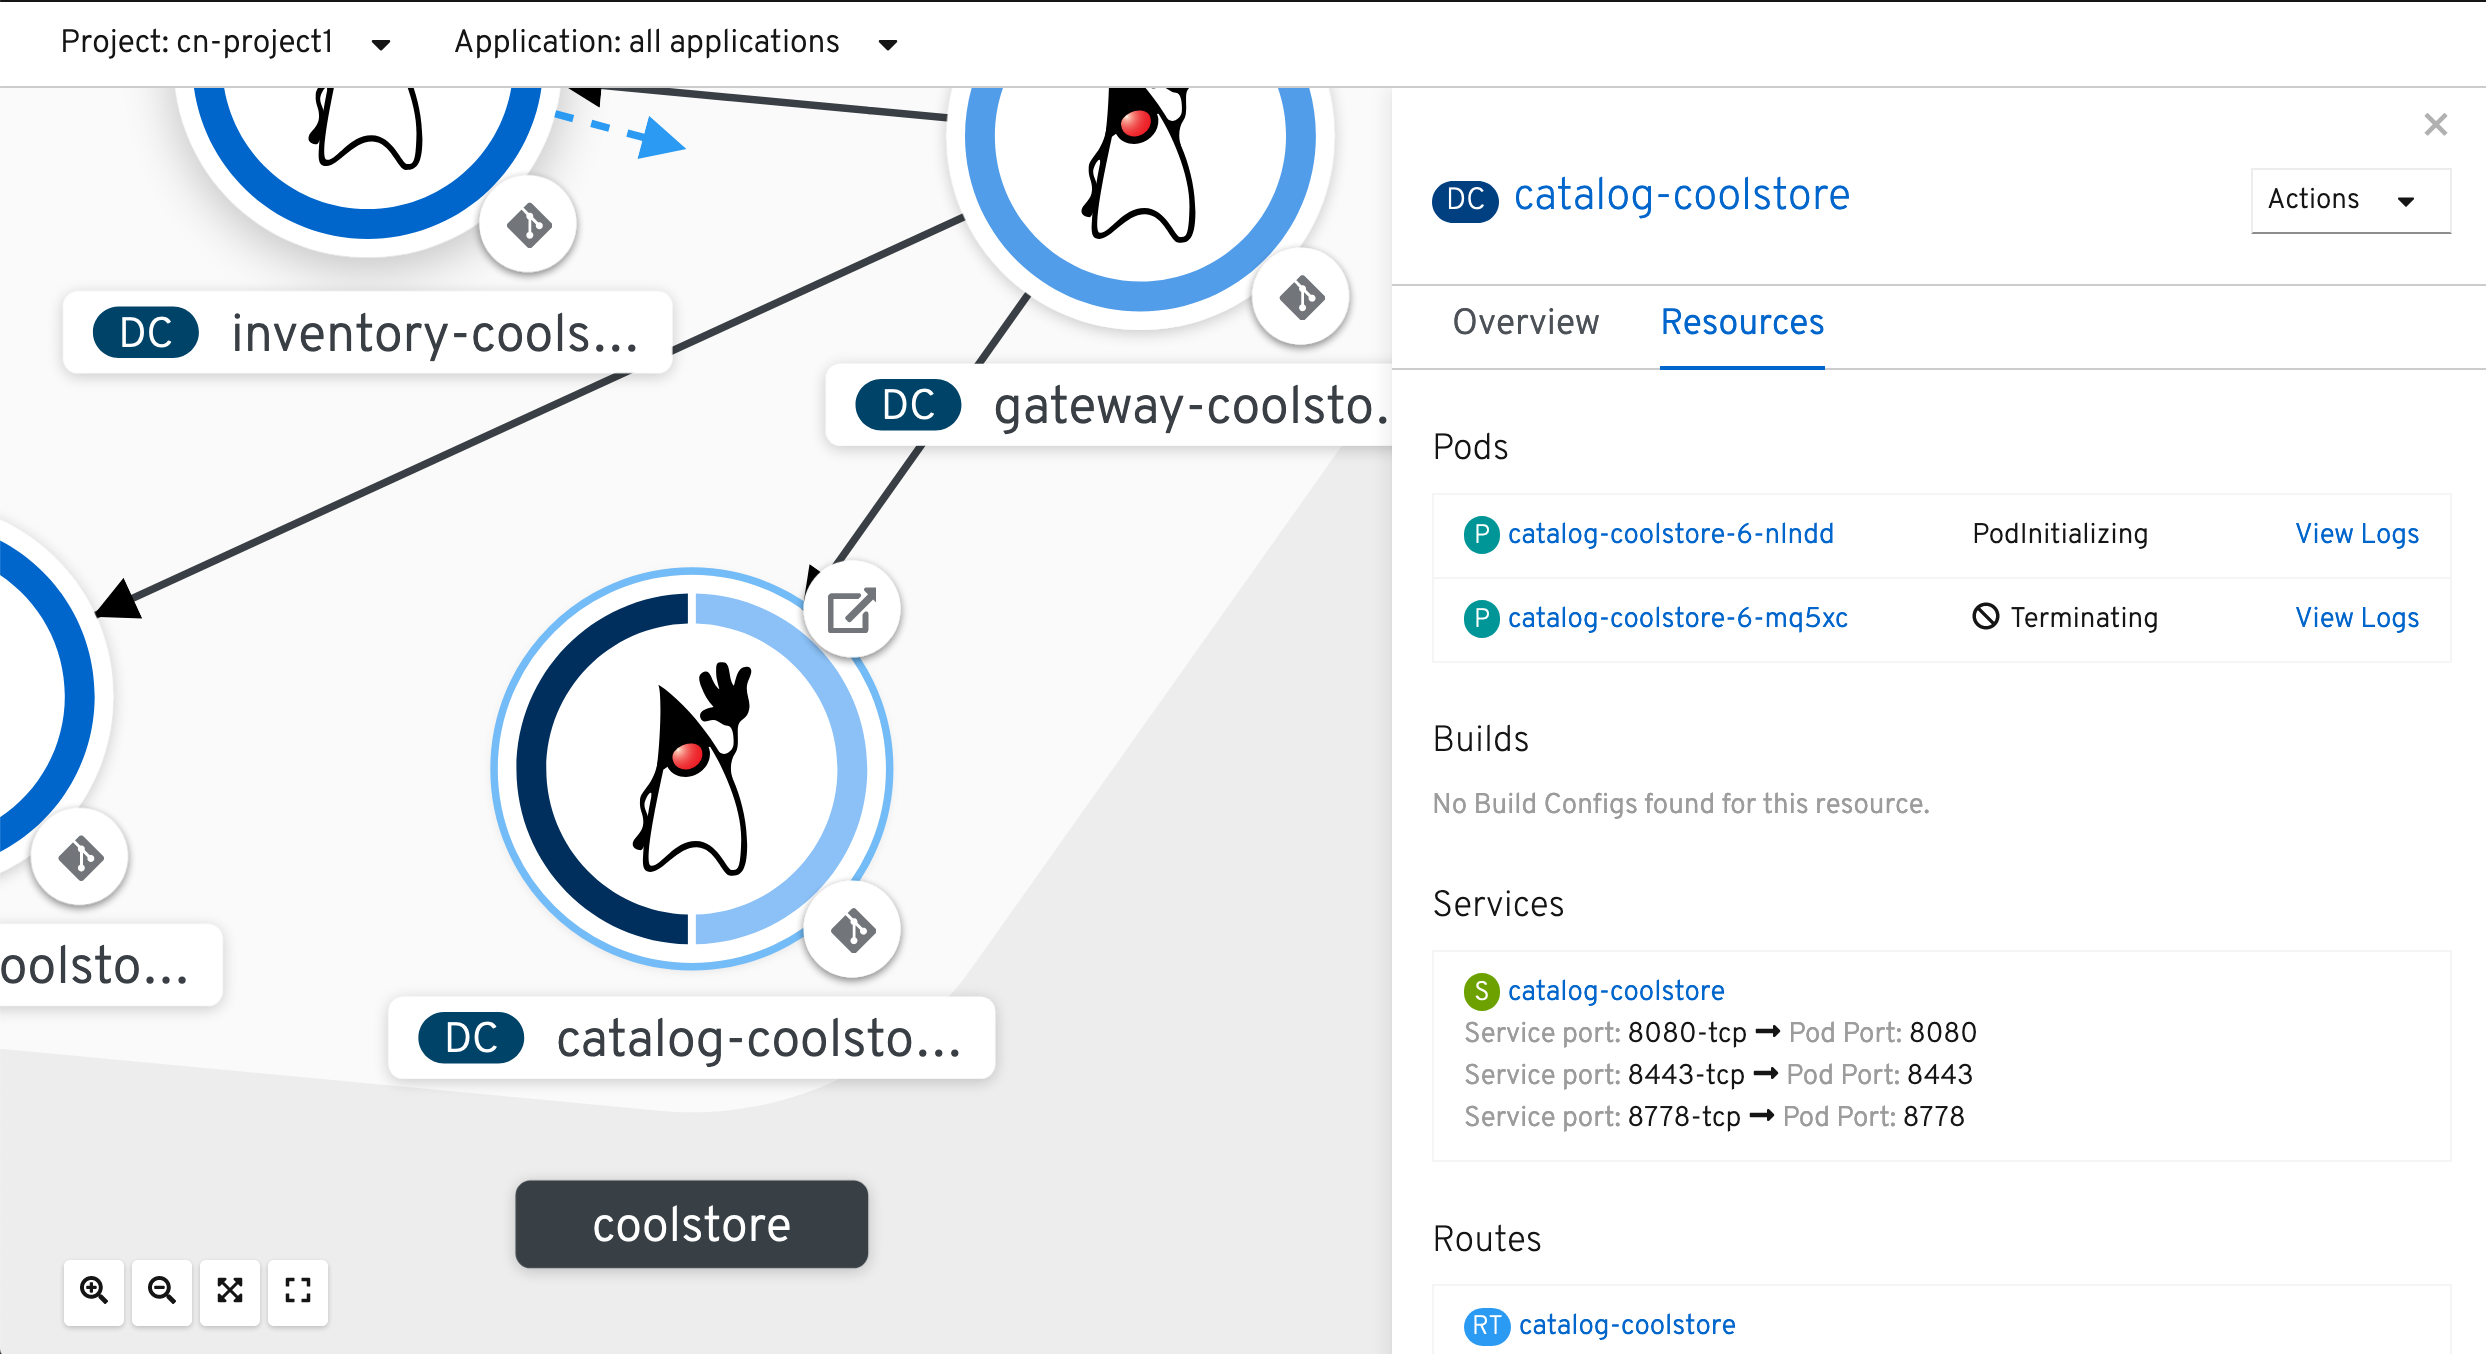 Project: cn-project1
Application: all applications
DC inventory-cools...
DC gateway-coolsto.
oolsto...
DC catalog-coolsto...
coolstore
DC catalog-coolstore
Actions
Overview
Resources
Pods
P catalog-coolstore-6-nlndd PodInitializing View Logs
P catalog-coolstore-6-mq5xc Terminating View Logs
Builds
No Build Configs found for this resource.
Services
S catalog-coolstore
Service port: 8080-tcp → Pod Port: 8080
Service port: 8443-tcp → Pod Port: 8443
Service port: 8778-tcp → Pod Port: 8778
Routes
RT catalog-coolstore